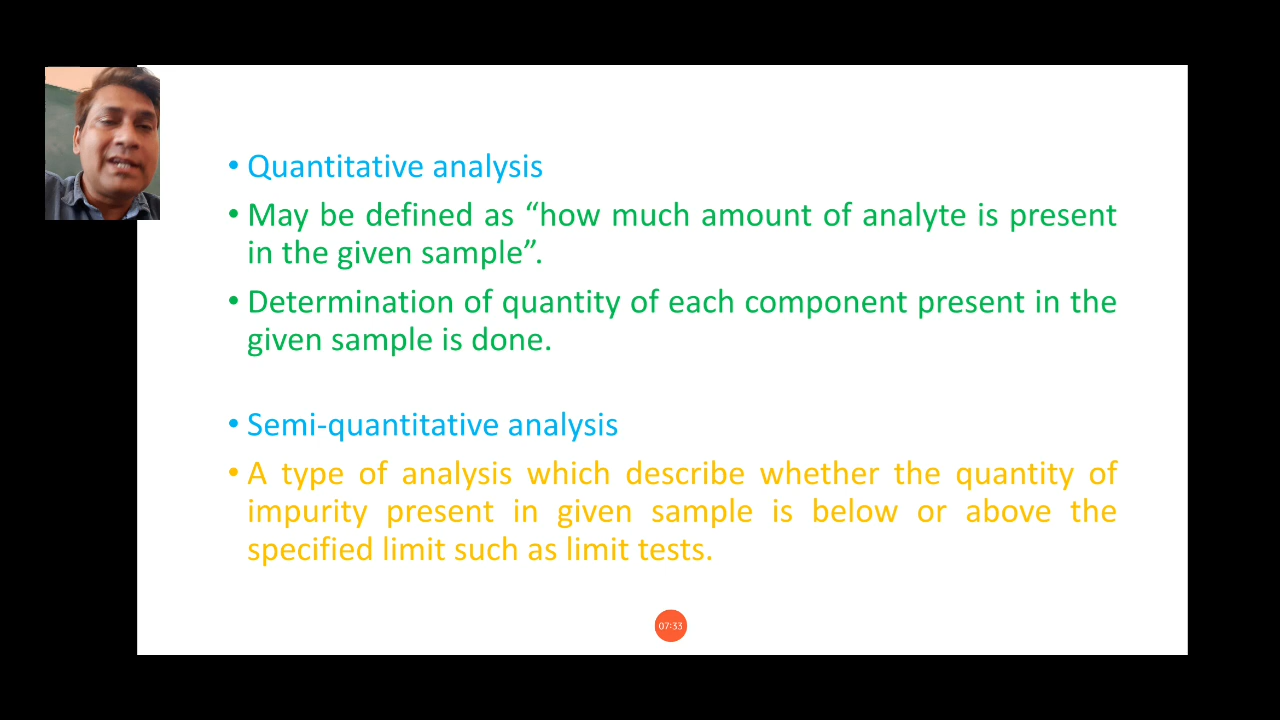 • Quantitative analysis
• May be defined as “how much amount of analyte is present
in the given sample”.
• Determination of quantity of each component present in the
given sample is done.
• Semi-quantitative analysis
• A type of analysis which describe whether the quantity of
impurity present in given sample is below or above the
specified limit such as limit tests.
07:33